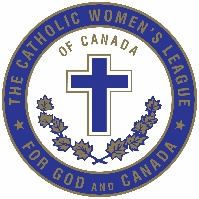 THE CATHOLIC WOMEN'S LEAGUE
OF CANADA
FOR GOD AND CANADA